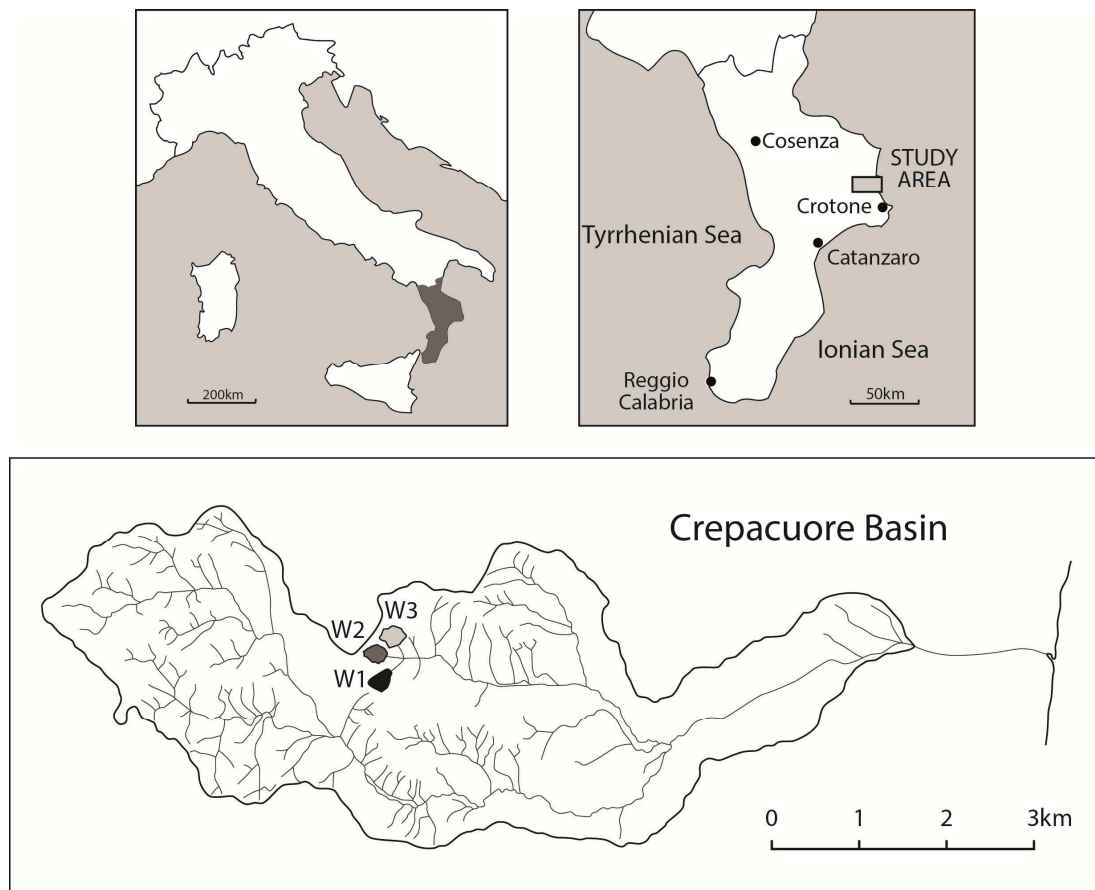 200km
Cosenza
STUDY
AREA
Crotone
Tyrrhenian Sea
Catanzaro
Ionian Sea
Reggio
Calabria
50km
Crepacuore Basin
W3
W2
W1
0 1 2 3km